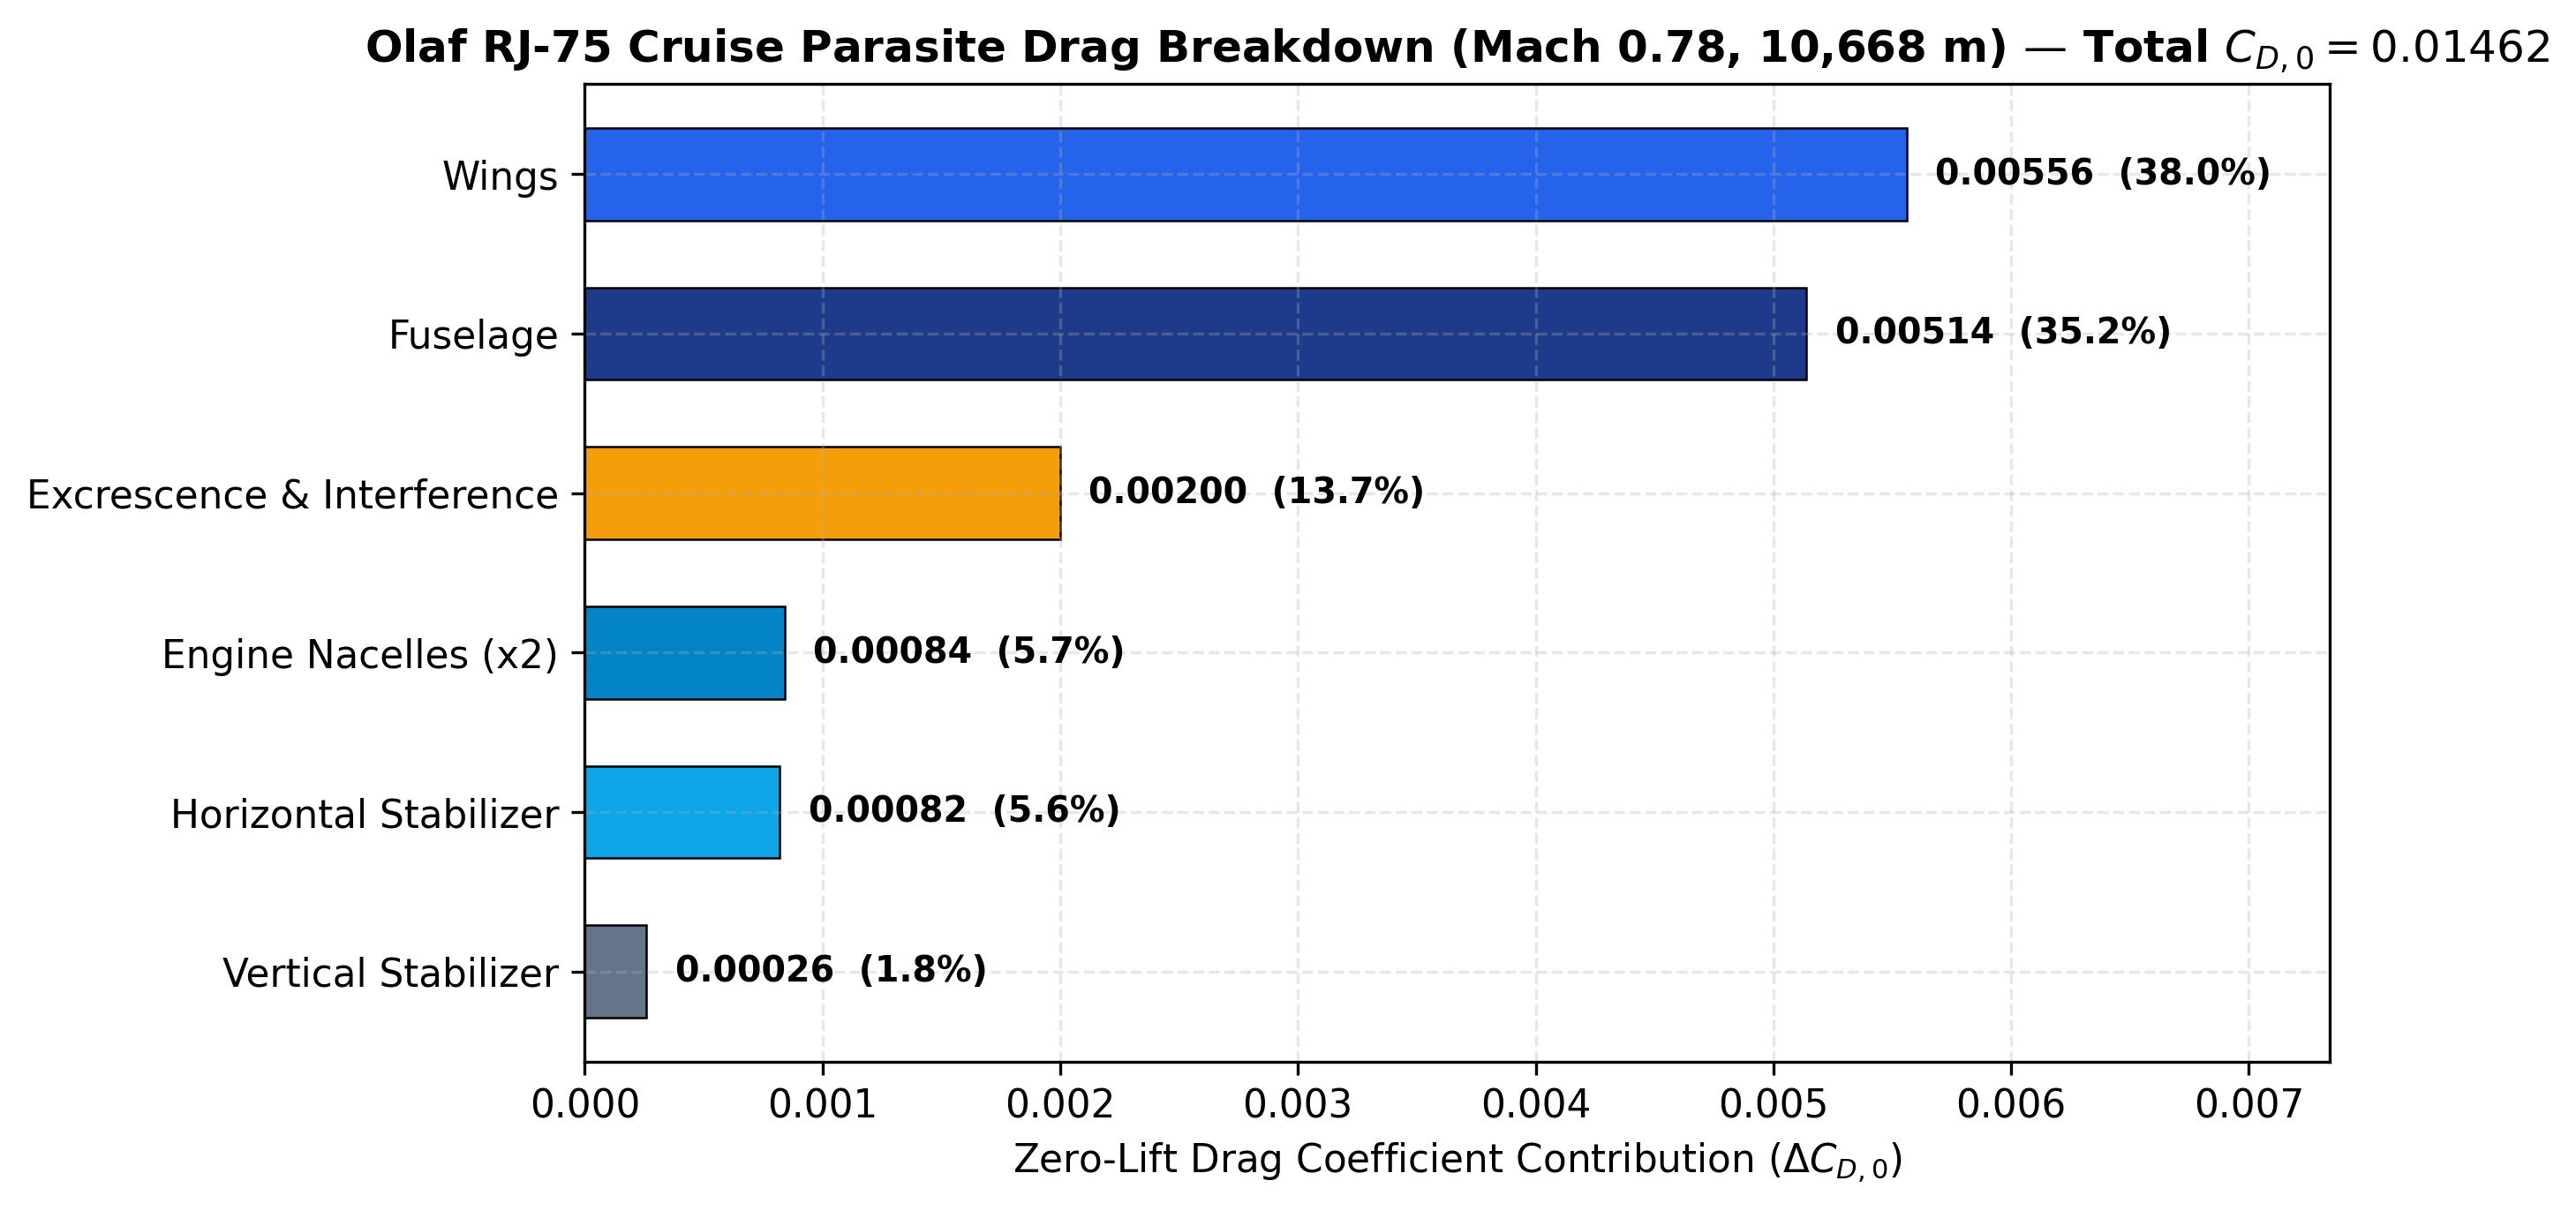 Olaf RJ-75 Cruise Parasite Drag Breakdown (Mach 0.78, 10,668 m) — Total $C_{D,0} = 0.01462$
Wings
0.00556 (38.0%)
Fuselage
0.00514 (35.2%)
Excrescence & Interference
0.00200 (13.7%)
Engine Nacelles (x2)
0.00084 (5.7%)
Horizontal Stabilizer
0.00082 (5.6%)
Vertical Stabilizer
0.00026 (1.8%)
0.000 0.001 0.002 0.003 0.004 0.005 0.006 0.007
Zero-Lift Drag Coefficient Contribution ($\Delta C_{D,0}$)